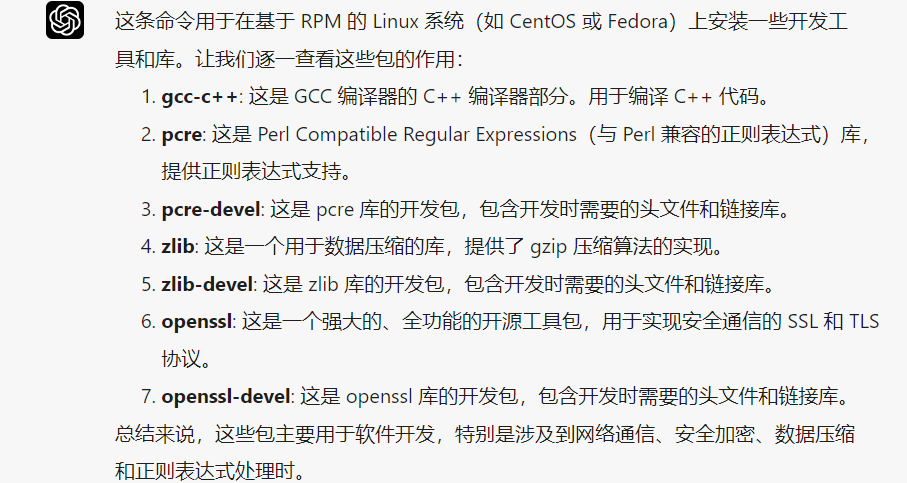 这条命令用于在基于 RPM 的 Linux 系统（如 CentOS 或 Fedora）上安装一些开发工
具和库。让我们逐一查看这些包的作用：
1. gcc-c++: 这是 GCC 编译器的 C++ 编译器部分。用于编译 C++ 代码。
2. pcre: 这是 Perl Compatible Regular Expressions（与 Perl 兼容的正则表达式）库，
提供正则表达式支持。
3. pcre-devel: 这是 pcre 库的开发包，包含开发时需要的头文件和链接库。
4. zlib: 这是一个用于数据压缩的库，提供了 gzip 压缩算法的实现。
5. zlib-devel: 这是 zlib 库的开发包，包含开发时需要的头文件和链接库。
6. openssl: 这是一个强大的、全功能的开源工具包，用于实现安全通信的 SSL 和 TLS
协议。
7. openssl-devel: 这是 openssl 库的开发包，包含开发时需要的头文件和链接库。
总结来说，这些包主要用于软件开发，特别是涉及到网络通信、安全加密、数据压缩
和正则表达式处理时。